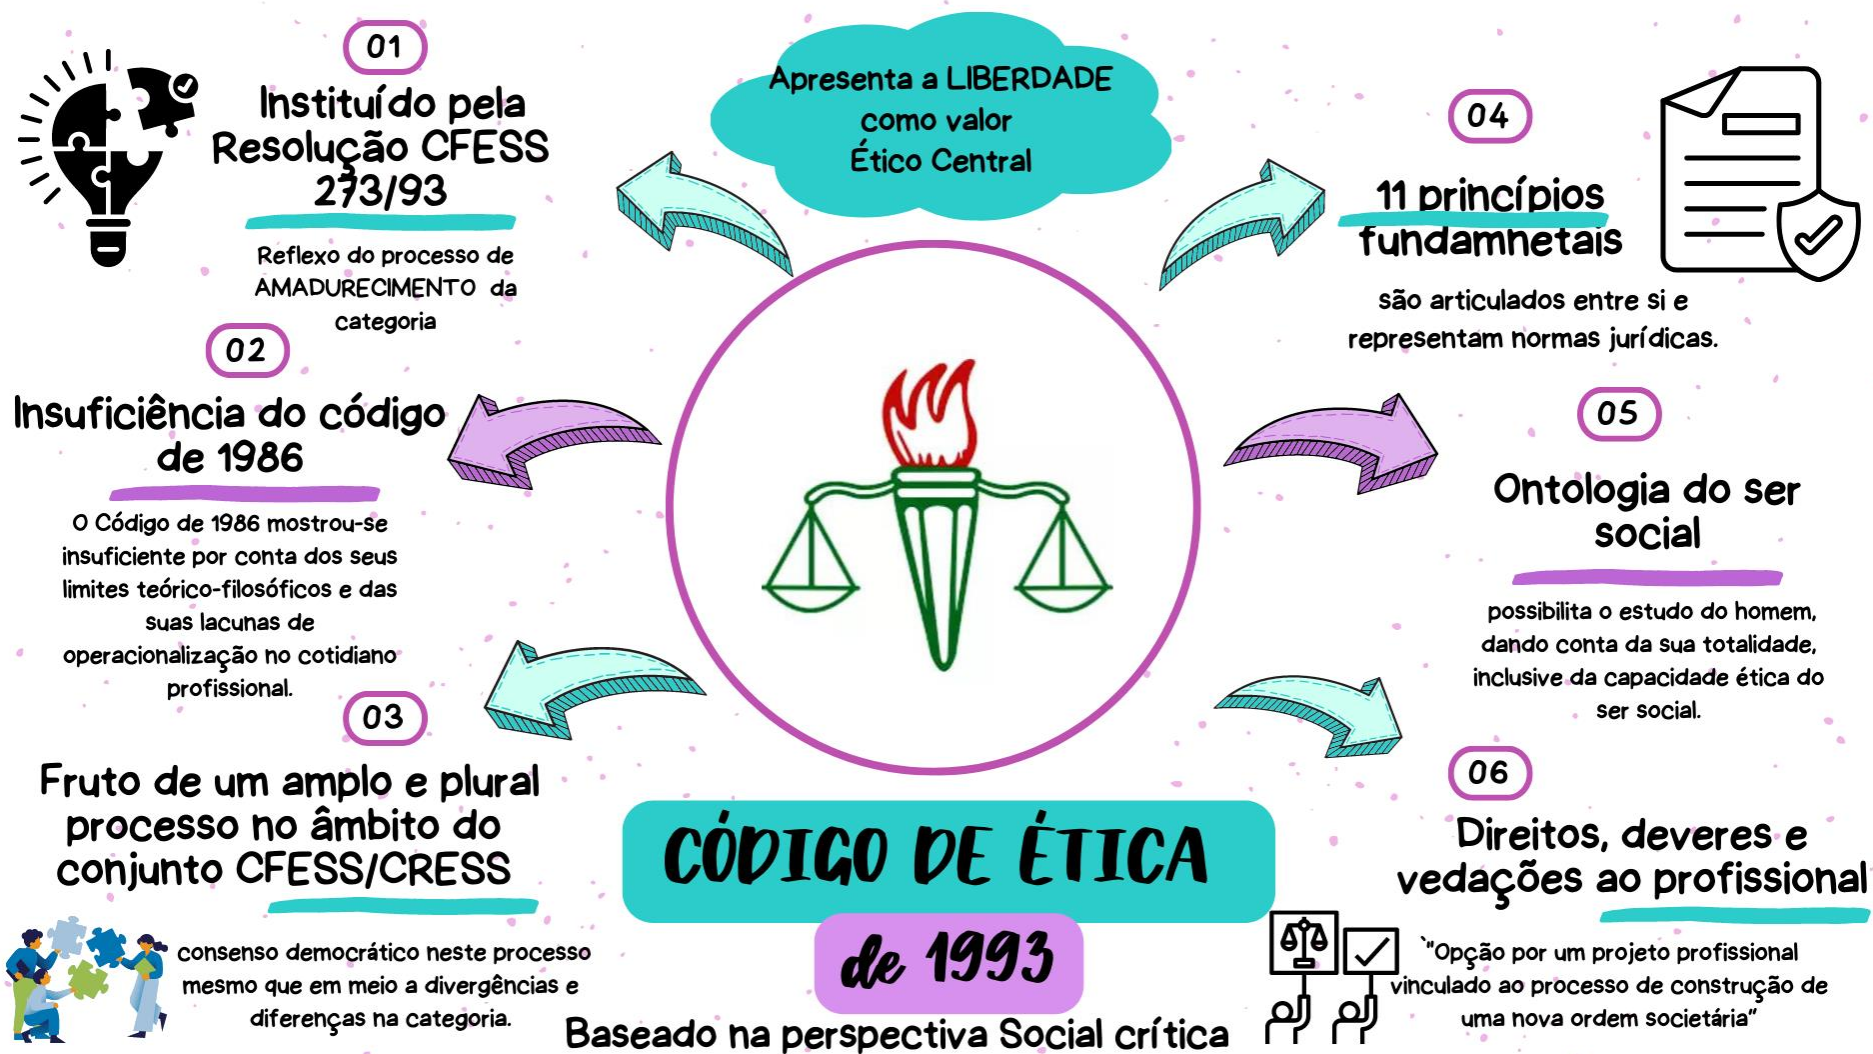 Apresenta a LIBERDADE
como valor
Ético Central
01
Instituído pela
Resolução CFESS
273/93
Reflexo do processo de
AMADURECIMENTO da
categoria
02
Insuficiência do código
de 1986
O Código de 1986 mostrou-se
insuficiente por conta dos seus
limites teórico-filosóficos e das
suas lacunas de
operacionalização no cotidiano
profissional.
03
Fruto de um amplo e plural
processo no âmbito do
conjunto CFESS/CRESS
consenso democrático neste processo
mesmo que em meio a divergências e
diferenças na categoria.
04
11 princípios
fundamnetais
são articulados entre si e
representam normas jurídicas.
05
Ontologia do ser
social
possibilita o estudo do homem,
dando conta da sua totalidade,
inclusive da capacidade ética do
ser social.
06
Direitos, deveres e
vedações ao profissional
`"Opção por um projeto profissional
vinculado ao processo de construção de
uma nova ordem societária"
CÓDIGO DE ÉTICA
de 1993
Baseado na perspectiva Social crítica